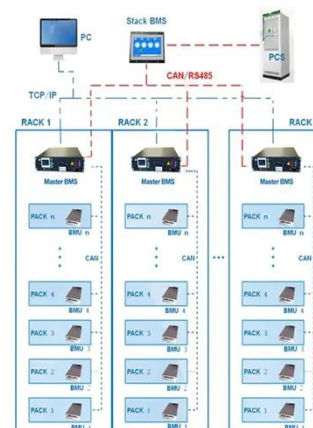 Stack BMS
PC
PCS
CAN/RS485
TCP/IP
RACK 1
RACK 2
RACK
Master BMS
Master BMS
Master BMS
PACK n
BMU n
PACK n
BMU n
PACK n
BMU n
CAN
CAN
CAN
PACK 4
BMU 4
PACK 4
BMU 4
PACK 4
BMU 4
PACK 3
BMU 3
PACK 3
BMU 3
PACK 3
BMU 3
PACK 2
BMU 2
PACK 2
BMU 2
PACK 2
BMU 2
PACK 1
PACK 1
PACK 1